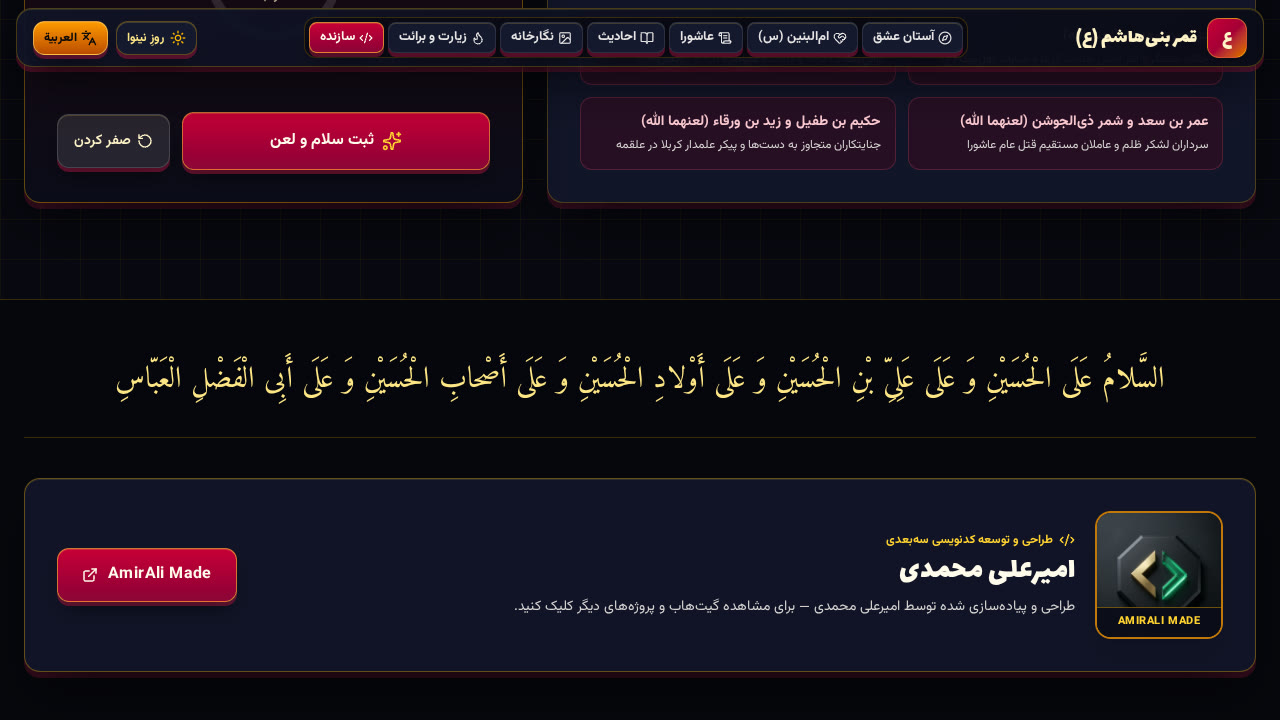 ع
قمر بنی‌هاشم (ع)
آستان عشق
ام‌البنین (س)
عاشورا
احادیث
نگارخانه
زیارت و برائت
سازنده
روز نینوا
العربية
عمر بن سعد و شمر ذی‌الجوشن (لعنهما الله)
سرداران لشکر ظلم و عاملان مستقیم قتل عام عاشورا
حکیم بن طفیل و زید بن ورقاء (لعنهما الله)
جنایتکاران متجاوز به دست‌ها و پیکر علمدار کربلا در علقمه
ثبت سلام و لعن
صفر کردن
السَّلامُ عَلَى الْحُسَيْنِ وَ عَلَى عَلِيِّ بْنِ الْحُسَيْنِ وَ عَلَى أَوْلادِ الْحُسَيْنِ وَ عَلَى أَصْحابِ الْحُسَيْنِ وَ عَلَى أَبِى الْفَضْلِ الْعَبّاسِ
AMIRALI MADE
طراحی و توسعه کدنویسی سه‌بعدی
امیرعلی محمدی
طراحی و پیاده‌سازی شده توسط امیرعلی محمدی — برای مشاهده گیت‌هاب و پروژه‌های دیگر کلیک کنید.
AmirAli Made